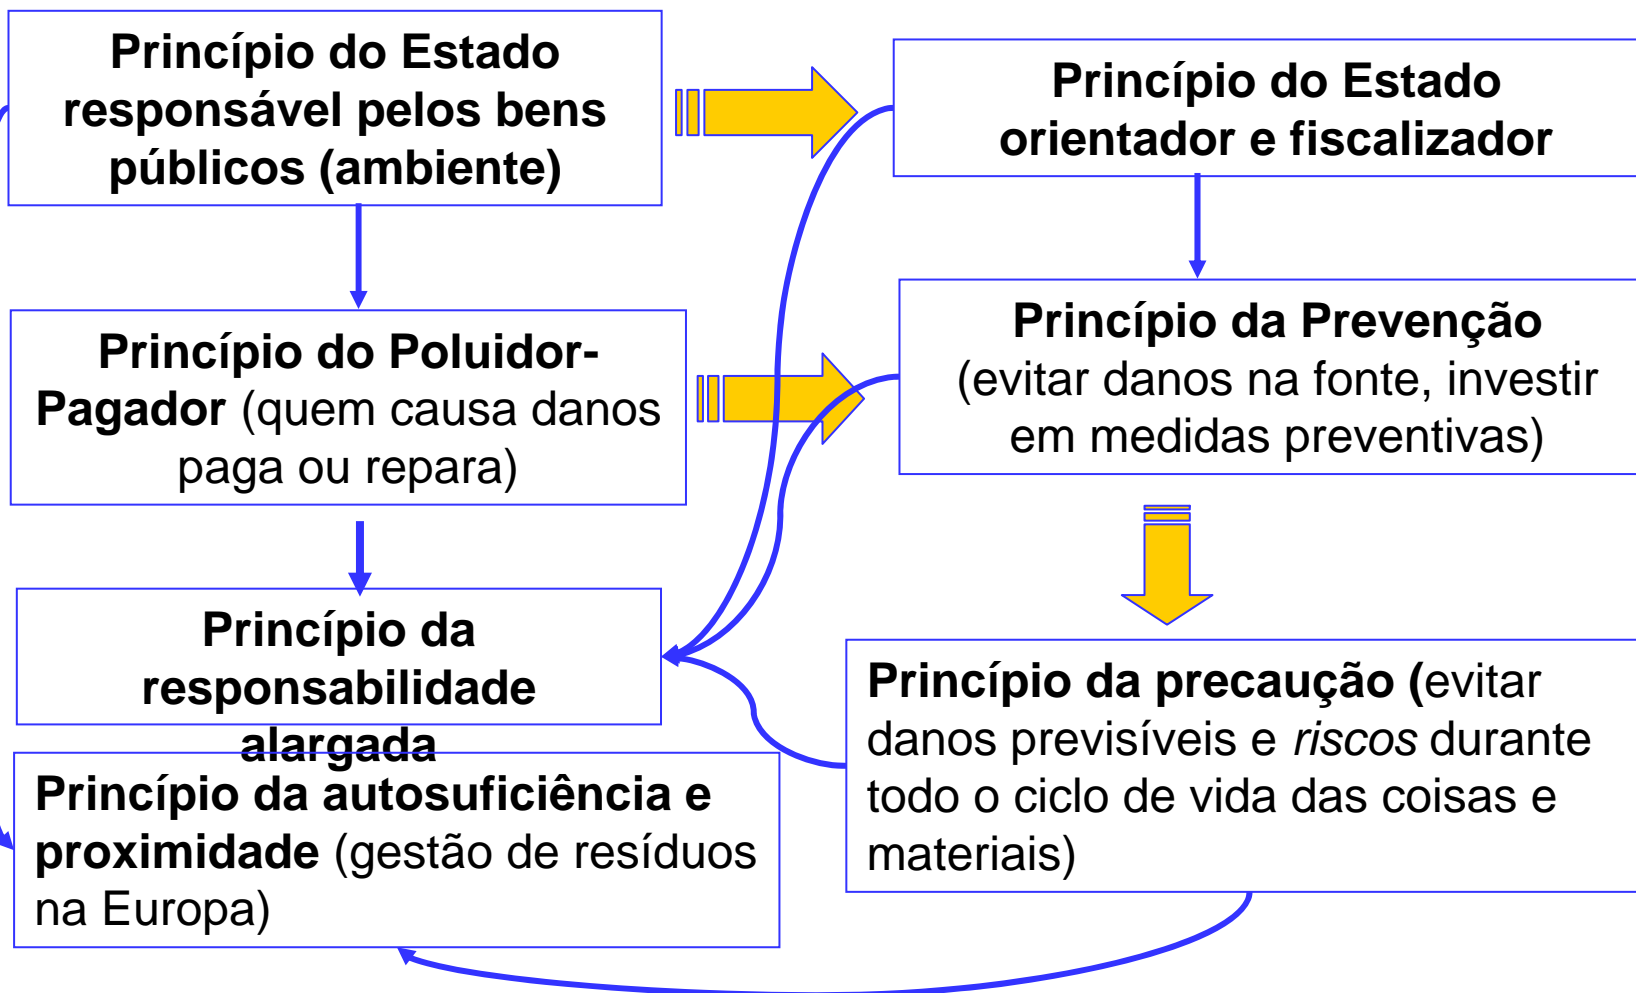 Princípio do Estado
responsável pelos bens
públicos (ambiente)
Princípio do Estado
orientador e fiscalizador
Princípio do Poluidor-
Pagador (quem causa danos
paga ou repara)
Princípio da Prevenção
(evitar danos na fonte, investir
em medidas preventivas)
Princípio da
responsabilidade
alargada
Princípio da precaução (evitar
danos previsíveis e riscos durante
todo o ciclo de vida das coisas e
materiais)
Princípio da autosuficiência e
proximidade (gestão de resíduos
na Europa)